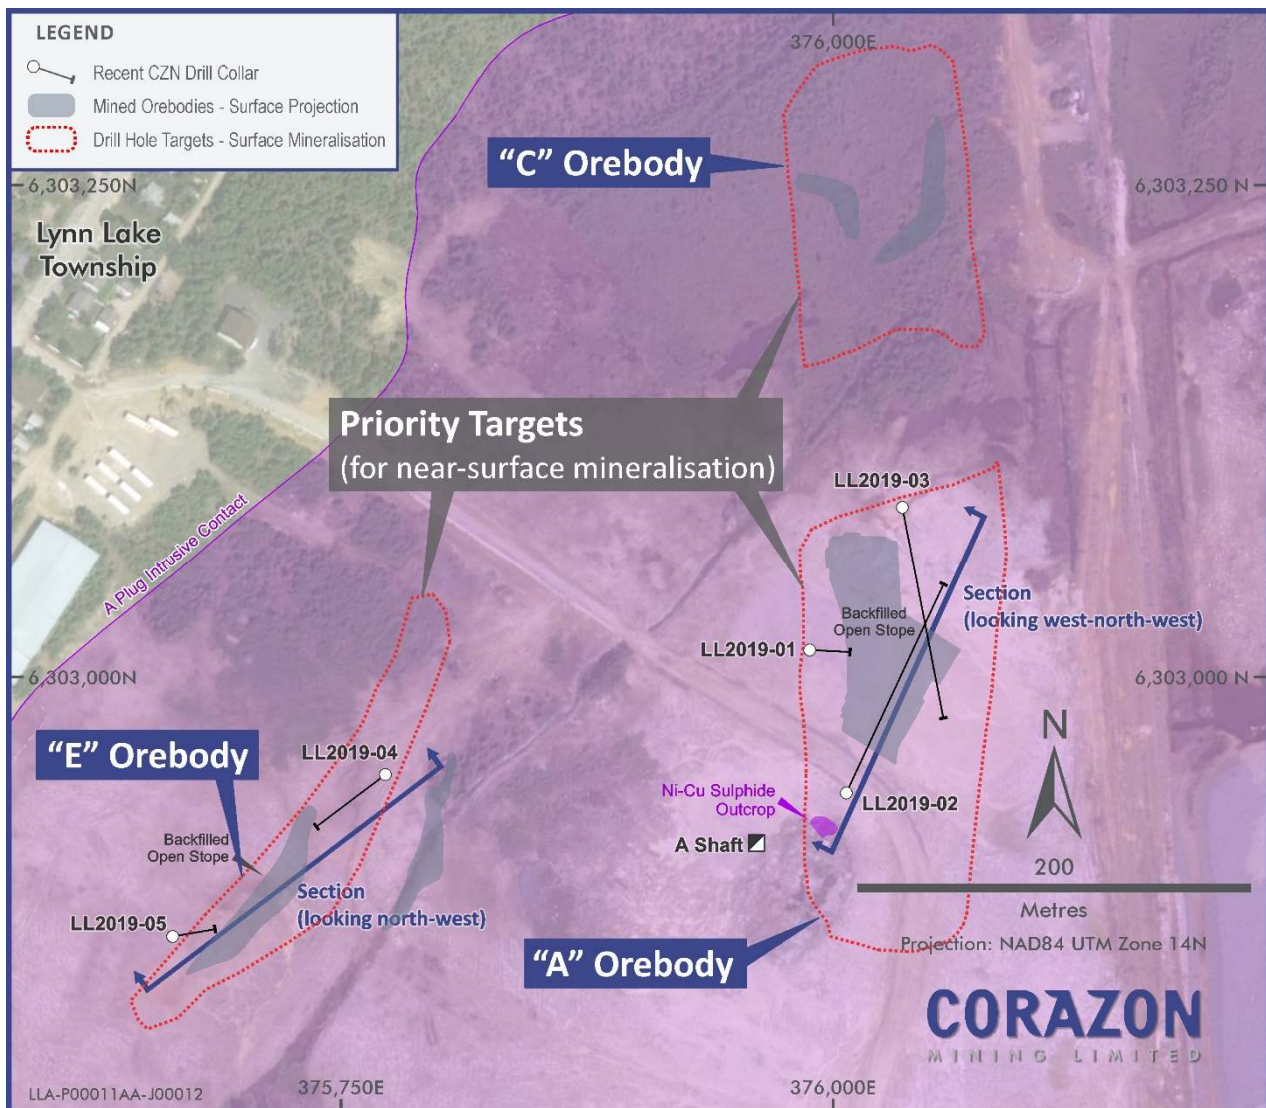 LEGEND
Recent CZN Drill Collar
Mined Orebodies - Surface Projection
Drill Hole Targets - Surface Mineralisation
376,000E
"C" Orebody
6,303,250N
6,303,250 N
Lynn Lake
Township
Priority Targets
(for near-surface mineralisation)
A Plug Intrusive Contact
LL2019-03
Section
(looking west-north-west)
Backfilled
Open Stope
LL2019-01
6,303,000N
6,303,000 N
"E" Orebody
LL2019-04
N
Ni-Cu Sulphide
Outcrop
LL2019-02
A Shaft
Backfilled
Open Stope
200
Metres
Section
(looking north-west)
LL2019-05
"A" Orebody
Projection: NAD84 UTM Zone 14N
CORAZON
MINING LIMITED
LLA-P00011AA-J00012
375,750E
376,000E